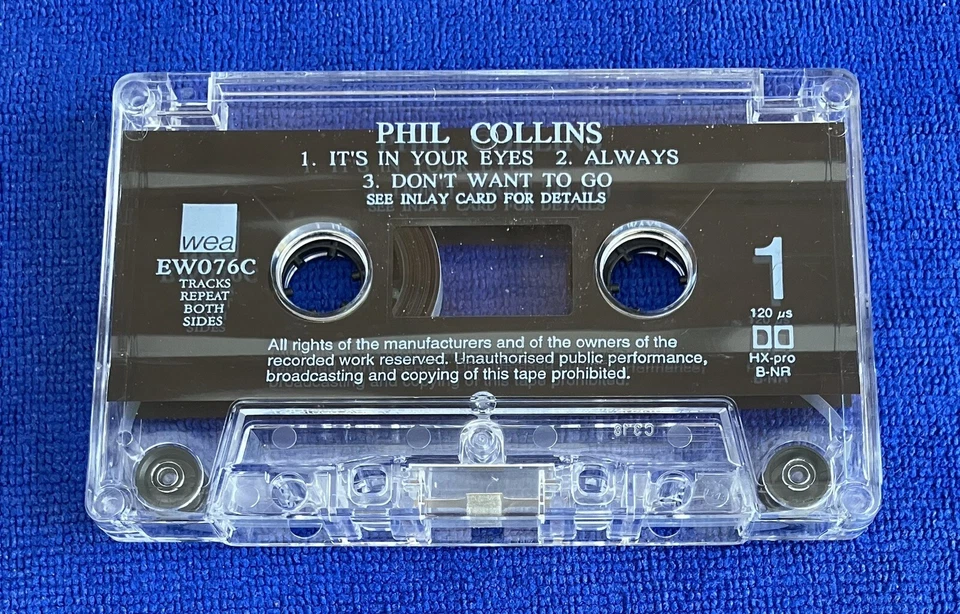 PHIL COLLINS
1. IT'S IN YOUR EYES 2. ALWAYS
3. DON'T WANT TO GO
SEE INLAY CARD FOR DETAILS
wea
EW076C
TRACKS
REPEAT
BOTH
SIDES
1
120 µs
HX-pro
B-NR
All rights of the manufacturers and of the owners of the
recorded work reserved. Unauthorised public performance,
broadcasting and copying of this tape prohibited.